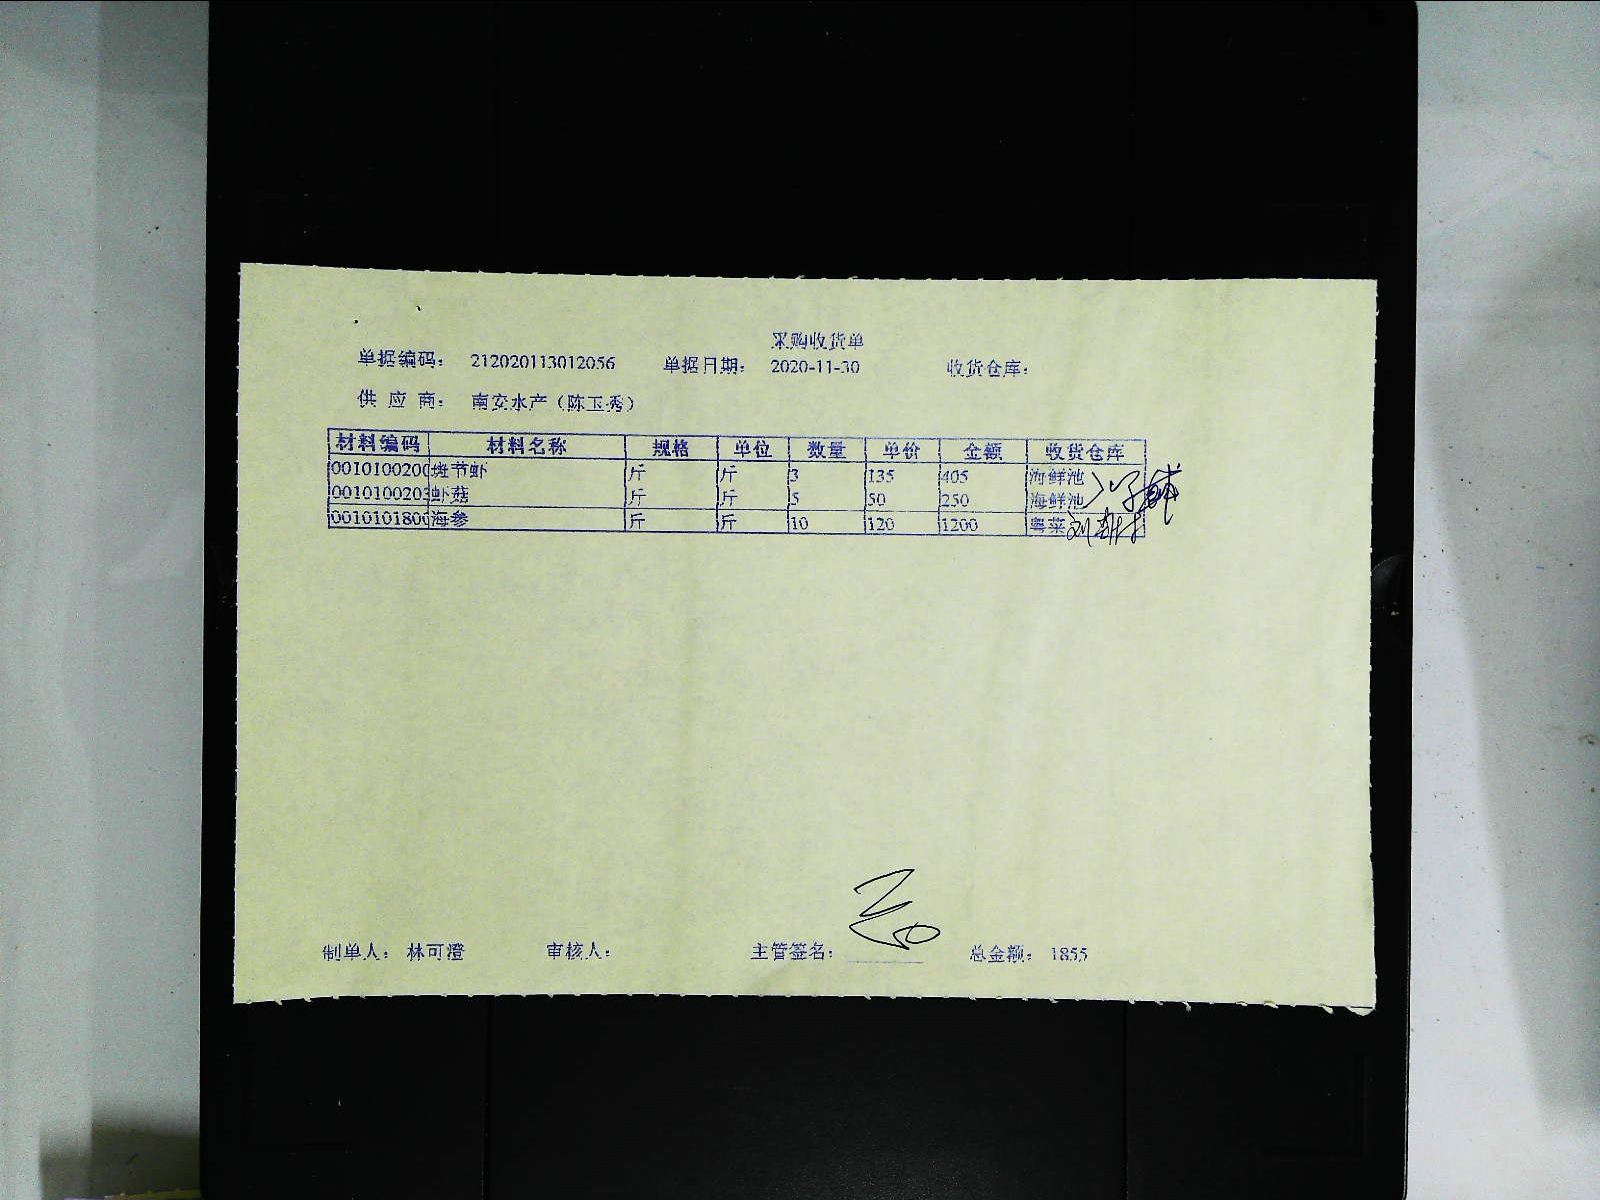 采购收货单
单据编码： 212020113012056 单据日期： 2020-11-30 收货仓库：
供 应 商： 南安水产（陈玉秀）
材料编码 材料名称 规格 单位 数量 单价 金额 收货仓库
0010100200 斑节虾 斤 斤 3 135 405 海鲜池
0010100203 虾菇 斤 斤 5 50 250 海鲜池
0010101800 海参 斤 斤 10 120 1200 粤菜
制单人： 林可澄 审核人： 主管签名： 总金额： 1855